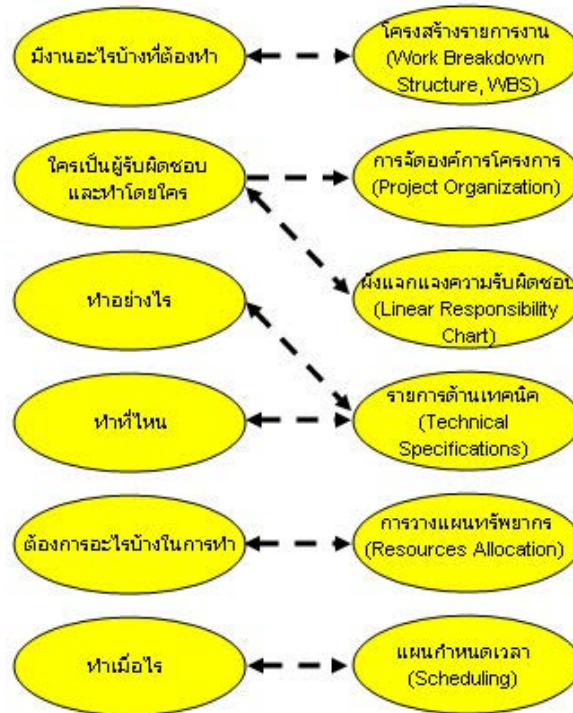 มีงานอะไรบ้างที่ต้องทำ
โครงสร้างรายการงาน
(Work Breakdown
Structure, WBS)
ใครเป็นผู้รับผิดชอบ
และทำโดยใคร
การจัดองค์การโครงการ
(Project Organization)
ทำอย่างไร
ผังแจกแจงความรับผิดชอบ
(Linear Responsibility
Chart)
ทำที่ไหน
รายการด้านเทคนิค
(Technical
Specifications)
ต้องการอะไรบ้างในการทำ
การวางแผนทรัพยากร
(Resources Allocation)
ทำเมื่อไร
แผนกำหนดเวลา
(Scheduling)